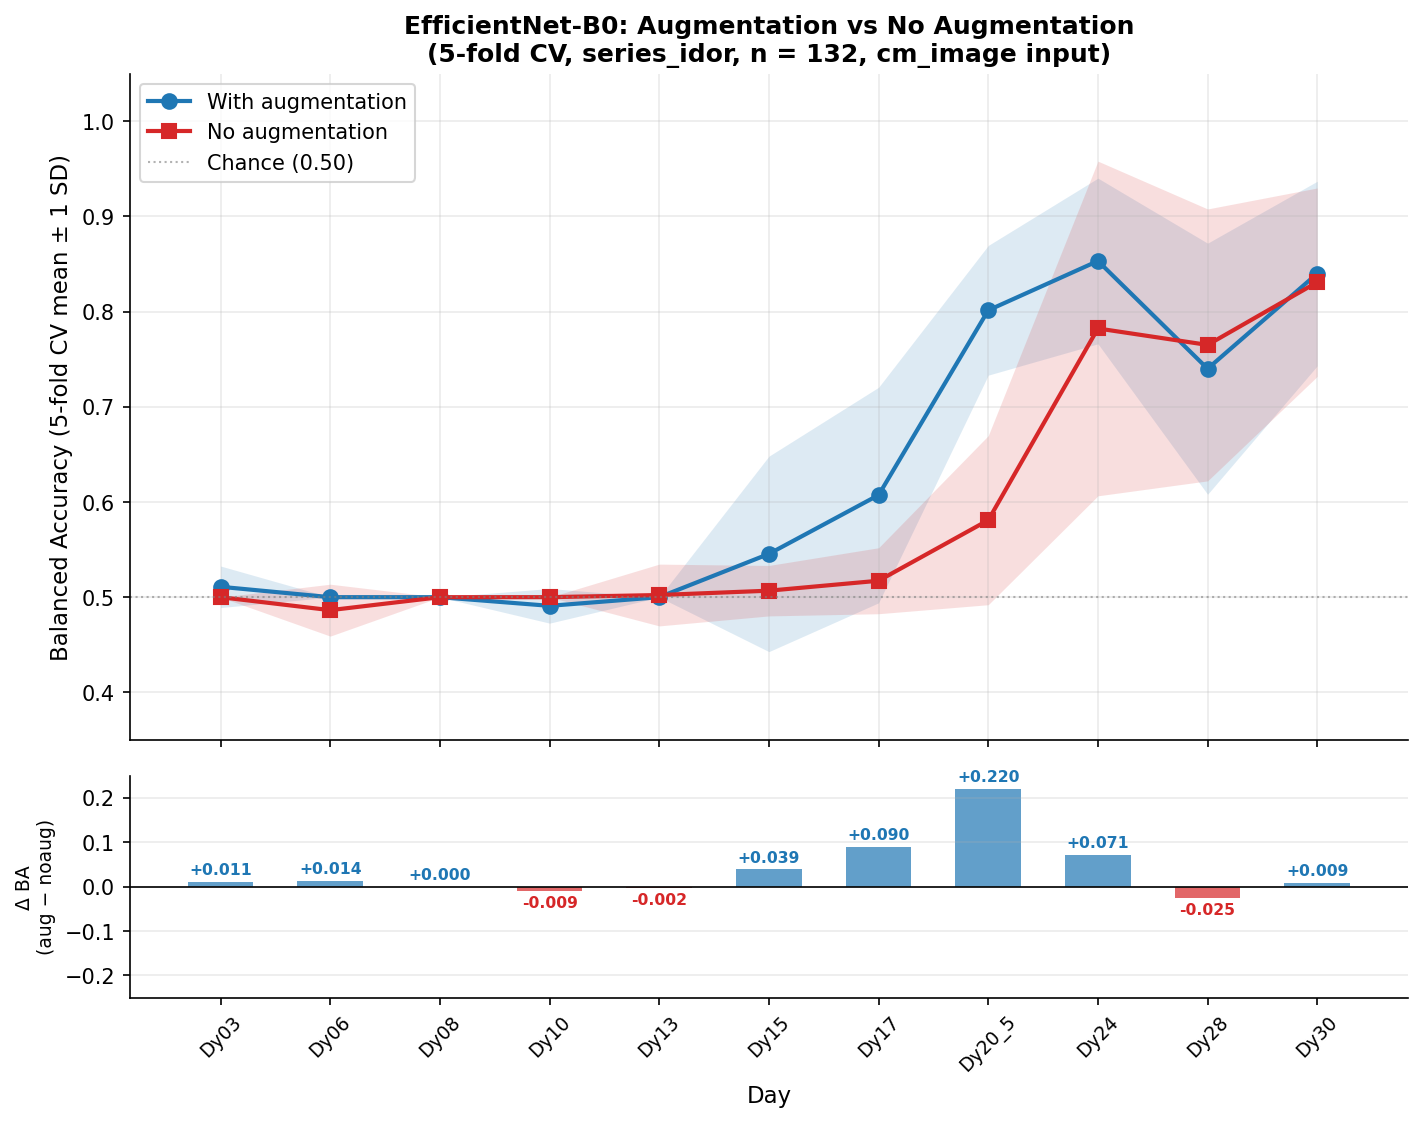 EfficientNet-B0: Augmentation vs No Augmentation
(5-fold CV, series_idor, n = 132, cm_image input)
With augmentation
No augmentation
Chance (0.50)
Balanced Accuracy (5-fold CV mean ± 1 SD)
1.0
0.9
0.8
0.7
0.6
0.5
0.4
Δ BA
(aug − noaug)
0.2
0.1
0.0
−0.1
−0.2
+0.011
+0.014
+0.000
-0.009
-0.002
+0.039
+0.090
+0.220
+0.071
-0.025
+0.009
Dy03
Dy06
Dy08
Dy10
Dy13
Dy15
Dy17
Dy20_5
Dy24
Dy28
Dy30
Day